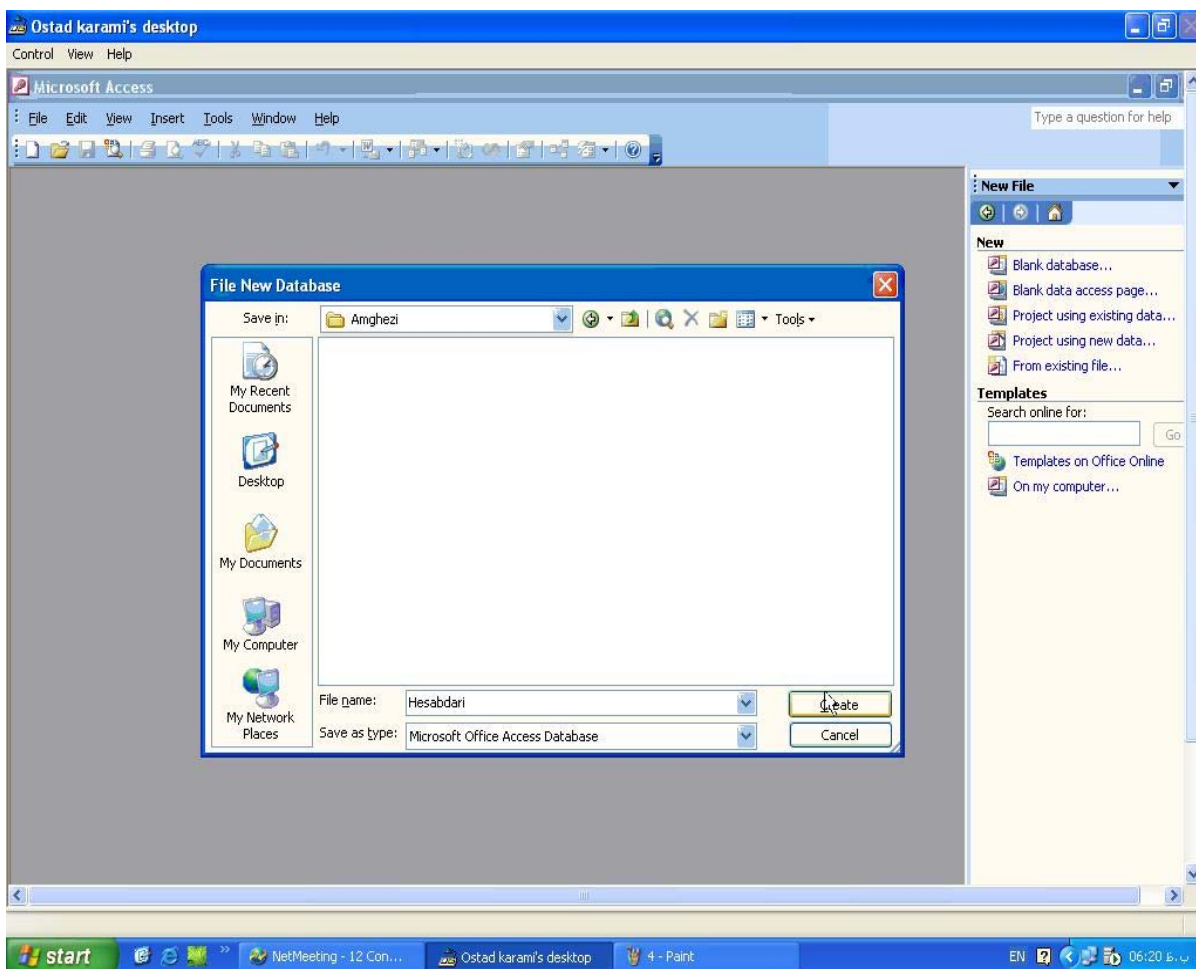 Ostad karami's desktop
Control View Help
Microsoft Access
File Edit View Insert Tools Window Help
Type a question for help
New File
New
Blank database...
Blank data access page...
Project using existing data...
Project using new data...
From existing file...
Templates
Search online for:
Go
Templates on Office Online
On my computer...
File New Database
Save in: Amghezi Tools
My Recent Documents
Desktop
My Documents
My Computer
My Network Places
File name: Hesabdari Create
Save as type: Microsoft Office Access Database Cancel
start NetMeeting - 12 Con... Ostad karami's desktop 4 - Paint EN 06:20 ب.ظ